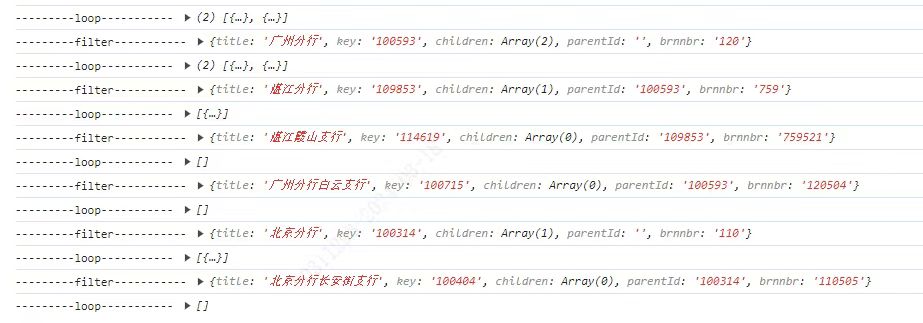 ---------loop----------- ▶ (2) [{…}, {…}]
---------filter----------- ▶ {title: '广州分行', key: '100593', children: Array(2), parentId: '', brnnbr: '120'}
---------loop----------- ▶ (2) [{…}, {…}]
---------filter----------- ▶ {title: '湛江分行', key: '109853', children: Array(1), parentId: '100593', brnnbr: '759'}
---------loop----------- ▶ [{…}]
---------filter----------- ▶ {title: '湛江霞山支行', key: '114619', children: Array(0), parentId: '109853', brnnbr: '759521'}
---------loop----------- ▶ []
---------filter----------- ▶ {title: '广州分行白云支行', key: '100715', children: Array(0), parentId: '100593', brnnbr: '120504'}
---------loop----------- ▶ []
---------filter----------- ▶ {title: '北京分行', key: '100314', children: Array(1), parentId: '', brnnbr: '110'}
---------loop----------- ▶ [{…}]
---------filter----------- ▶ {title: '北京分行长安街支行', key: '100404', children: Array(0), parentId: '100314', brnnbr: '110505'}
---------loop----------- ▶ []